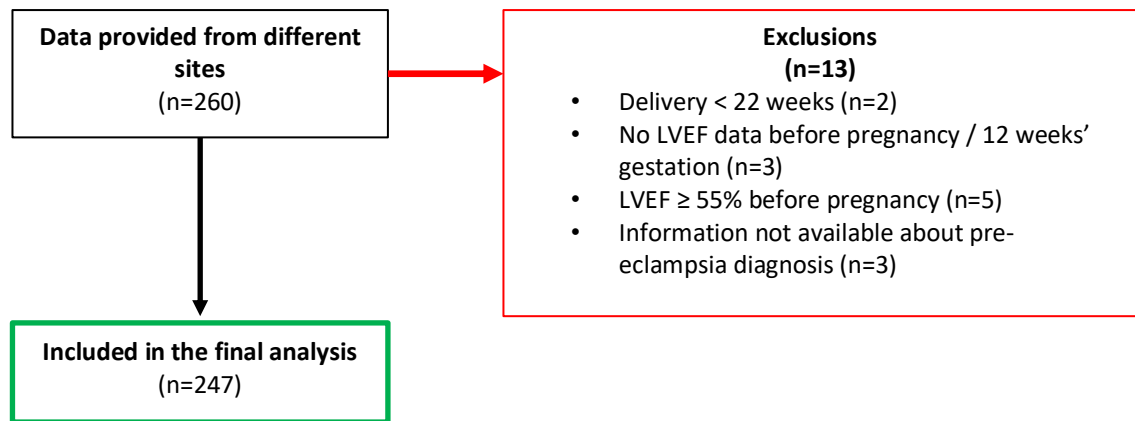 Data provided from different
sites
(n=260)
Exclusions
(n=13)
• Delivery < 22 weeks (n=2)
• No LVEF data before pregnancy / 12 weeks’
gestation (n=3)
• LVEF ≥ 55% before pregnancy (n=5)
• Information not available about pre-
eclampsia diagnosis (n=3)
Included in the final analysis
(n=247)